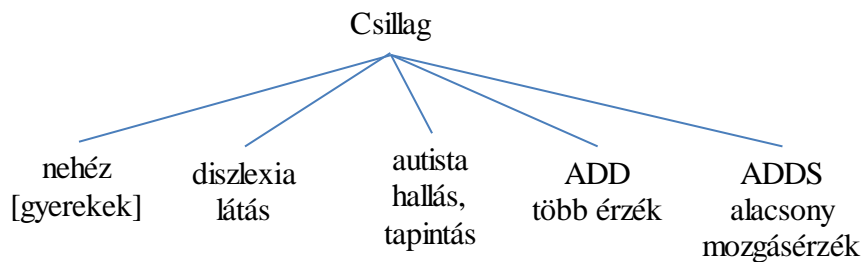 Csillag
nehéz
[gyerekek]
diszlexia
látás
autista
hallás,
tapintás
ADD
több érzék
ADDS
alacsony
mozgásérzék